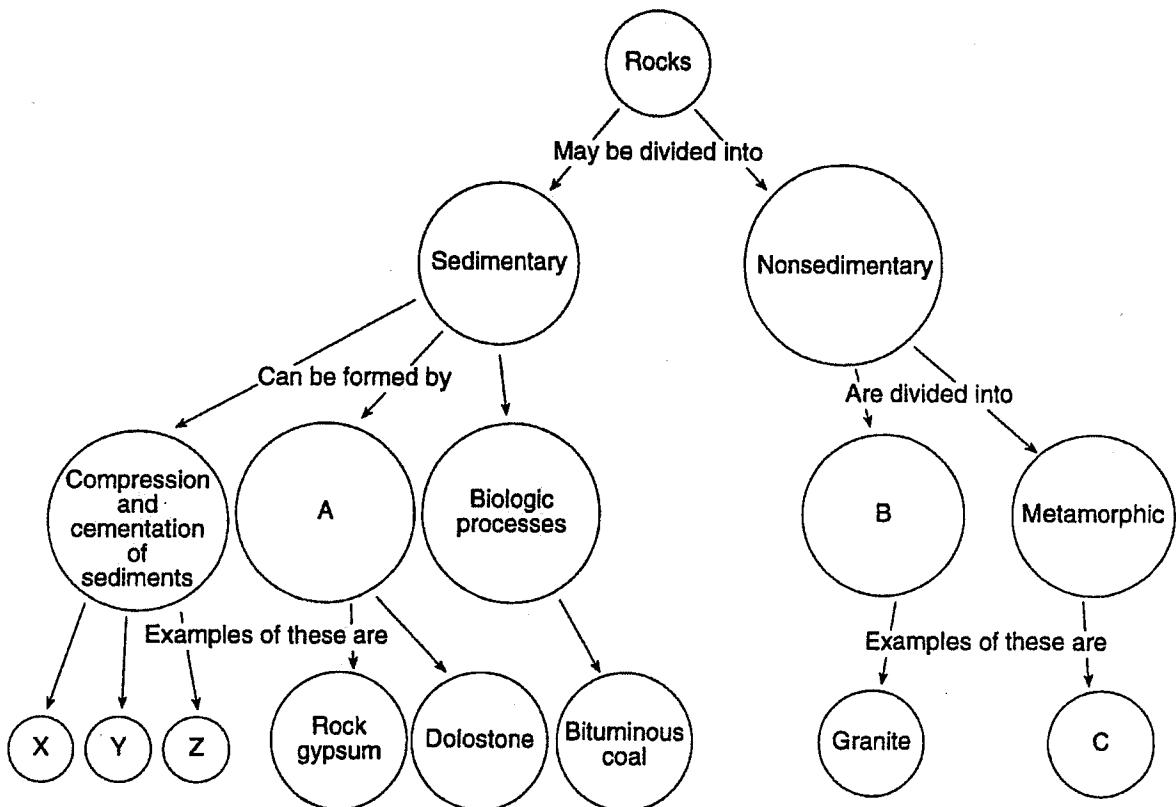 Rocks
May be divided into
Sedimentary
Nonsedimentary
Can be formed by
Are divided into
Compression
and
cementation
of
sediments
A
Biologic
processes
B
Metamorphic
Examples of these are
Examples of these are
X
Y
Z
Rock
gypsum
Dolostone
Bituminous
coal
Granite
C